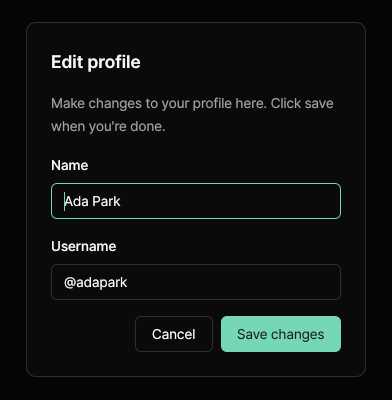 Edit profile
Make changes to your profile here. Click save
when you're done.
Name
Ada Park
Username
@adapark
Cancel
Save changes